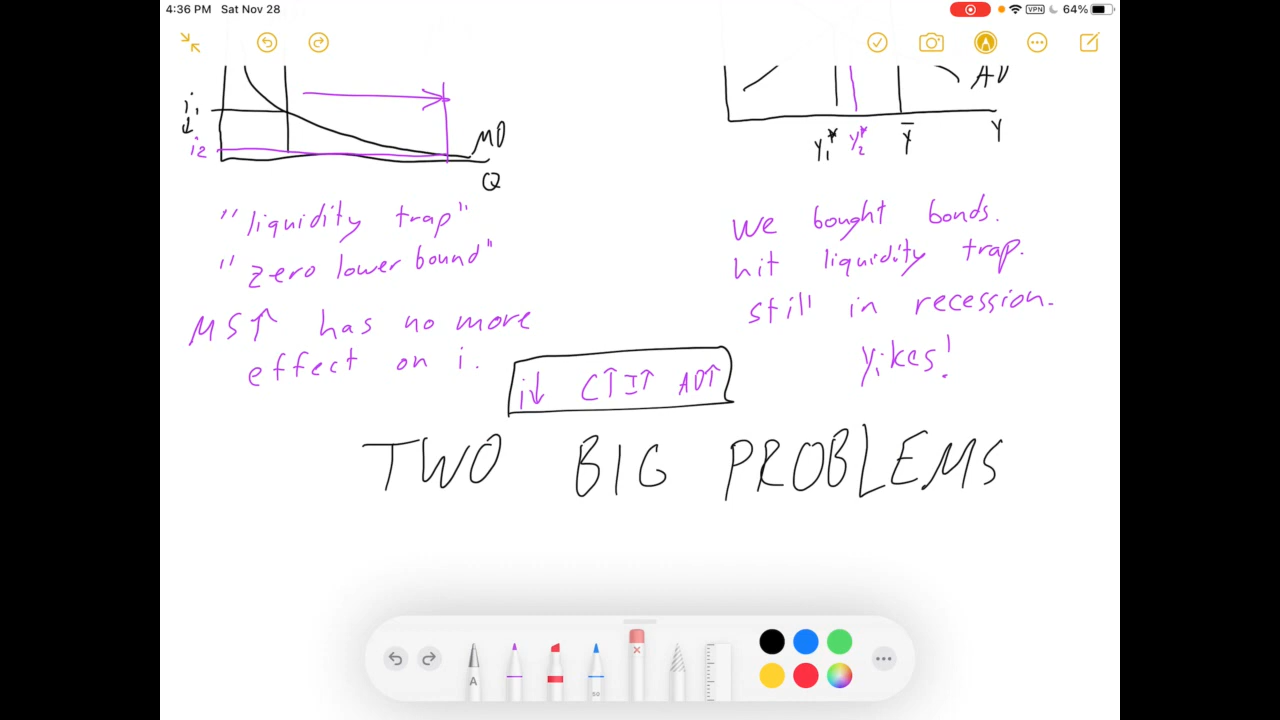 4:36 PM Sat Nov 28
VPN 64%
i₁
↓
i₂
MD
Q
AD
Y₁* Y₂* Y̅ Y
"liquidity trap"
"zero lower bound"
MS↑ has no more
effect on i.
We bought bonds.
hit liquidity trap.
still in recession.
Yikes!
i↓ C↑ I↑ AD↑
TWO BIG PROBLEMS
A